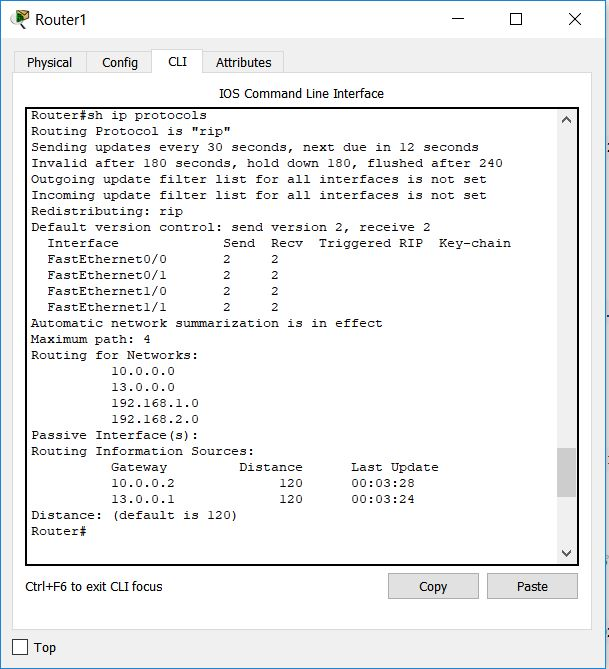 Router1
Physical Config CLI Attributes
IOS Command Line Interface
Router#sh ip protocols
Routing Protocol is "rip"
Sending updates every 30 seconds, next due in 12 seconds
Invalid after 180 seconds, hold down 180, flushed after 240
Outgoing update filter list for all interfaces is not set
Incoming update filter list for all interfaces is not set
Redistributing: rip
Default version control: send version 2, receive 2
Interface Send Recv Triggered RIP Key-chain
FastEthernet0/0 2 2
FastEthernet0/1 2 2
FastEthernet1/0 2 2
FastEthernet1/1 2 2
Automatic network summarization is in effect
Maximum path: 4
Routing for Networks:
10.0.0.0
13.0.0.0
192.168.1.0
192.168.2.0
Passive Interface(s):
Routing Information Sources:
Gateway Distance Last Update
10.0.0.2 120 00:03:28
13.0.0.1 120 00:03:24
Distance: (default is 120)
Router#
Ctrl+F6 to exit CLI focus
Copy Paste
Top